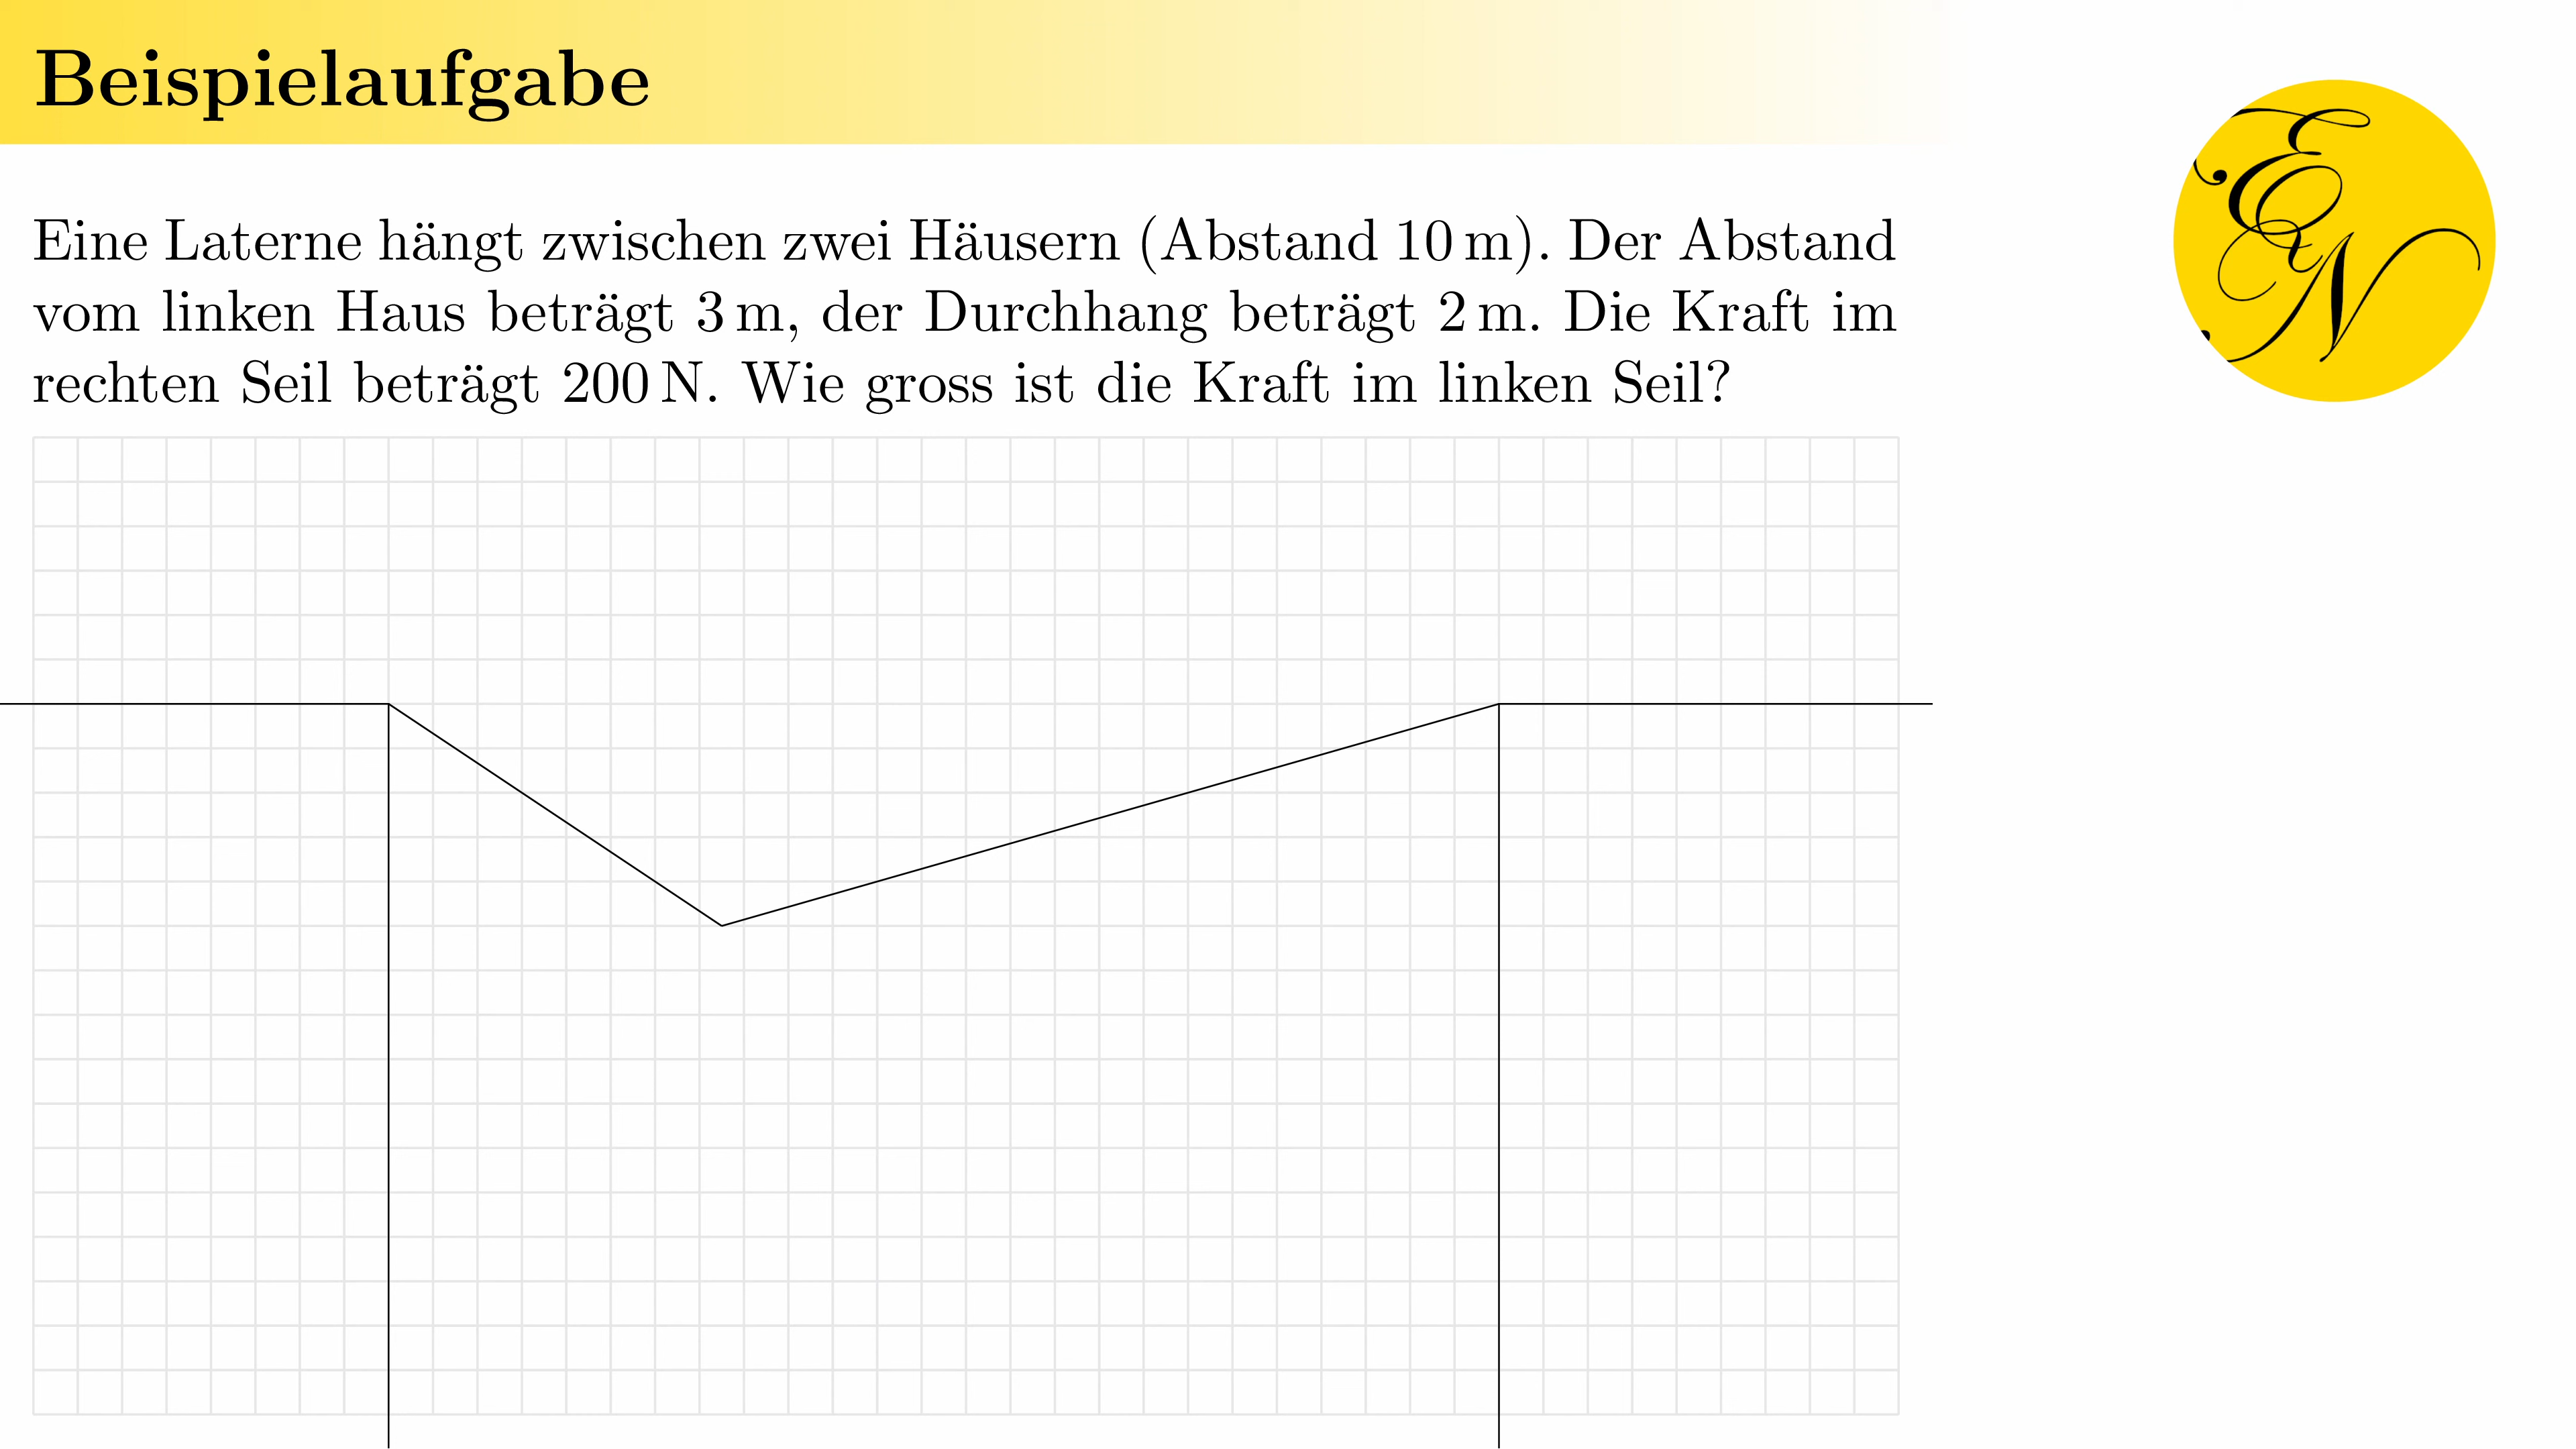 Beispielaufgabe
Eine Laterne hängt zwischen zwei Häusern (Abstand 10 m). Der Abstand
vom linken Haus beträgt 3 m, der Durchhang beträgt 2 m. Die Kraft im
rechten Seil beträgt 200 N. Wie gross ist die Kraft im linken Seil?
E
N